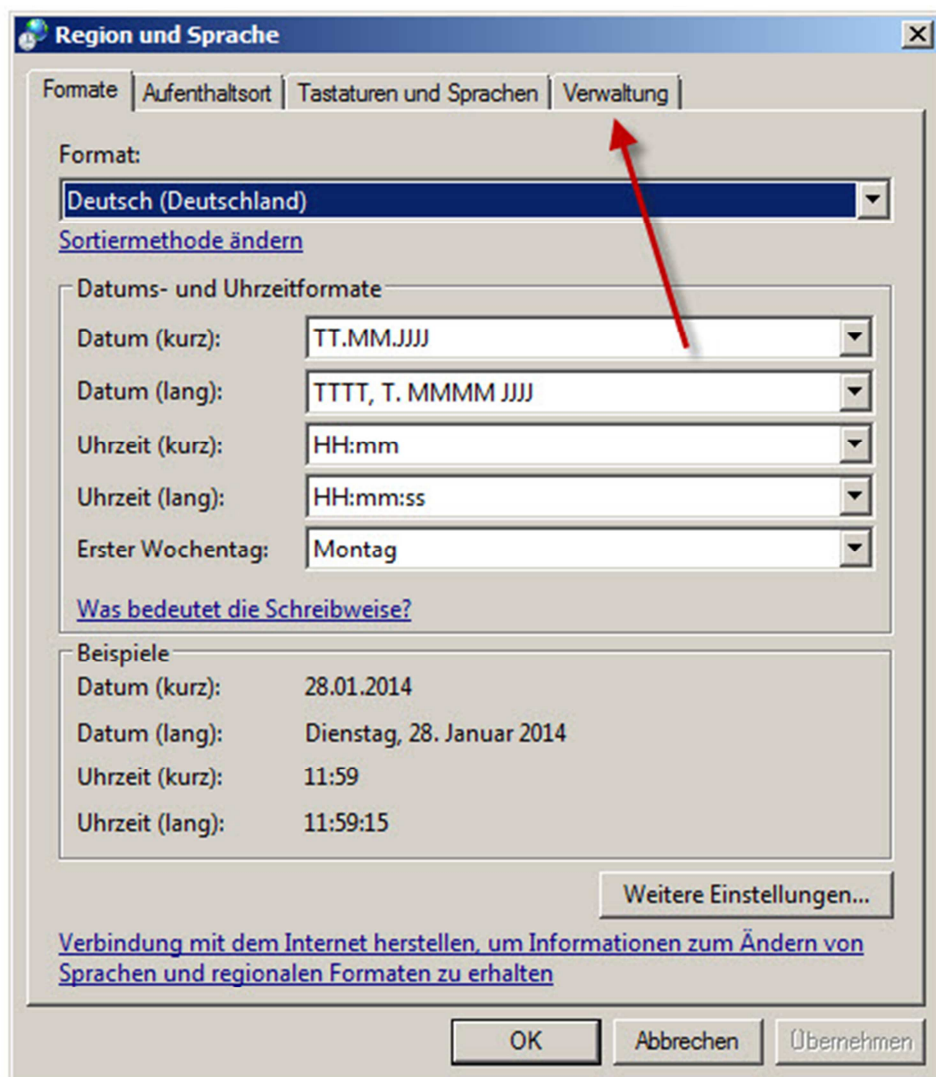 Region und Sprache
Formate Aufenthaltsort Tastaturen und Sprachen Verwaltung
Format:
Deutsch (Deutschland)
Sortiermethode ändern
Datums- und Uhrzeitformate
Datum (kurz): TT.MM.JJJJ
Datum (lang): TTTT, T. MMMM JJJJ
Uhrzeit (kurz): HH:mm
Uhrzeit (lang): HH:mm:ss
Erster Wochentag: Montag
Was bedeutet die Schreibweise?
Beispiele
Datum (kurz): 28.01.2014
Datum (lang): Dienstag, 28. Januar 2014
Uhrzeit (kurz): 11:59
Uhrzeit (lang): 11:59:15
Weitere Einstellungen...
Verbindung mit dem Internet herstellen, um Informationen zum Ändern von
Sprachen und regionalen Formaten zu erhalten
OK Abbrechen Übernehmen